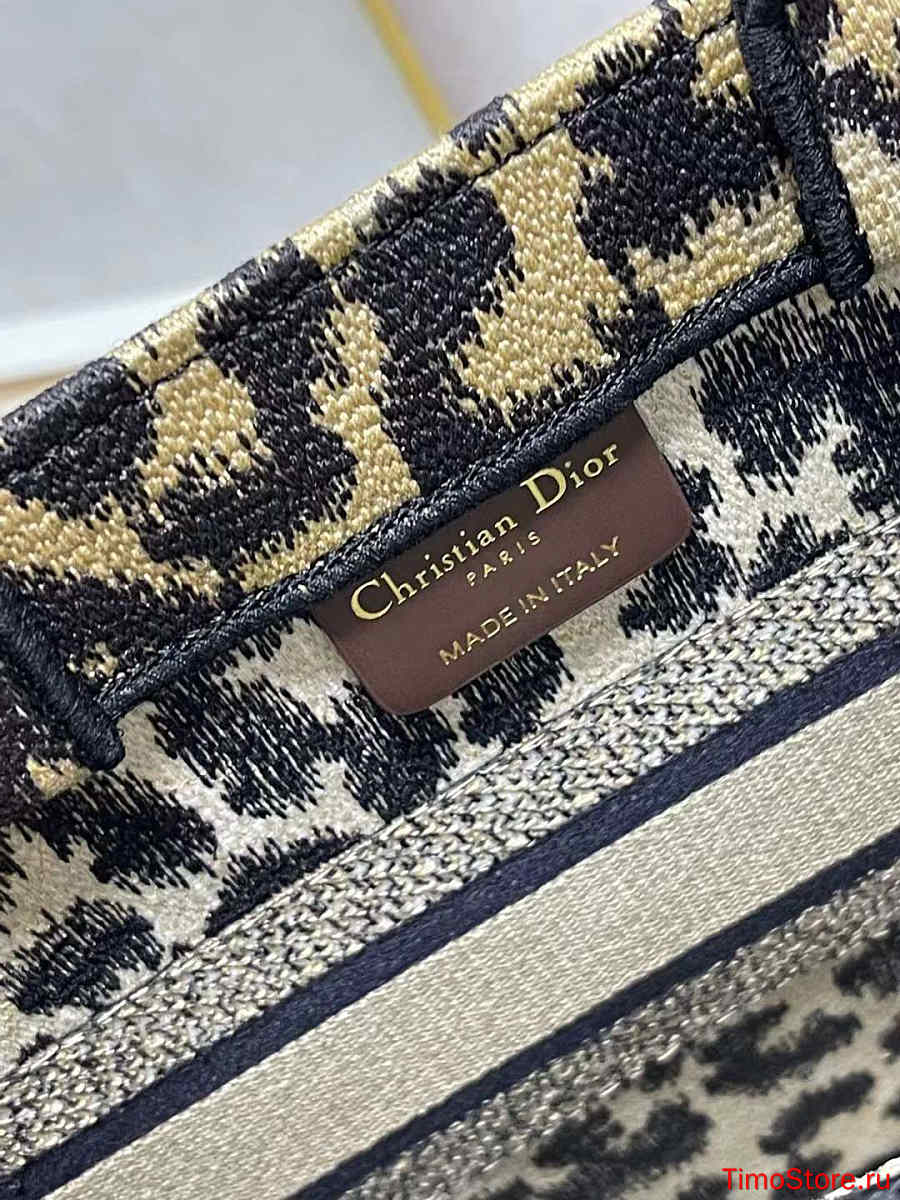 Christian Dior
PARIS
MADE IN ITALY
TimoStore.ru